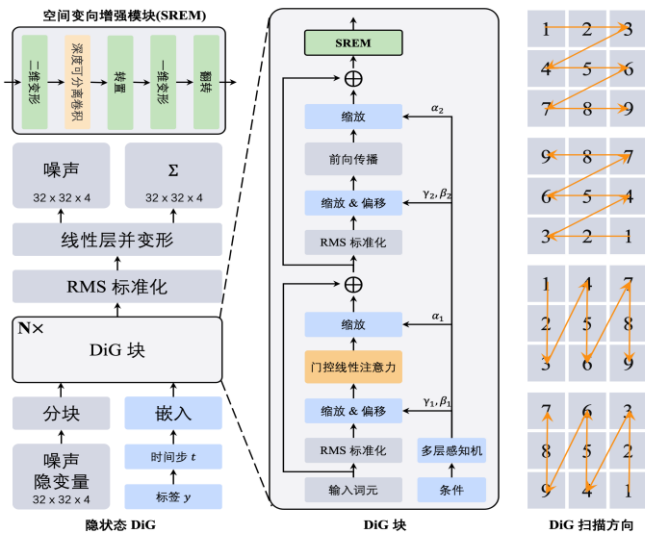 空间变向增强模块(SREM)
二维变形
深度可分离卷积
转置
一维变形
翻转
噪声
32 x 32 x 4
Σ
32 x 32 x 4
线性层并变形
RMS 标准化
N×
DiG 块
分块
嵌入
噪声
隐变量
32 x 32 x 4
时间步 t
标签 y
隐状态 DiG
SREM
缩放
α₂
前向传播
缩放 & 偏移
γ₂, β₂
RMS 标准化
缩放
α₁
门控线性注意力
缩放 & 偏移
γ₁, β₁
RMS 标准化
多层感知机
输入词元
条件
DiG 块
1 2 3
4 5 6
7 8 9
9 8 7
6 5 4
3 2 1
1 4 7
2 5 8
3 6 9
7 6 3
8 5 2
9 4 1
DiG 扫描方向